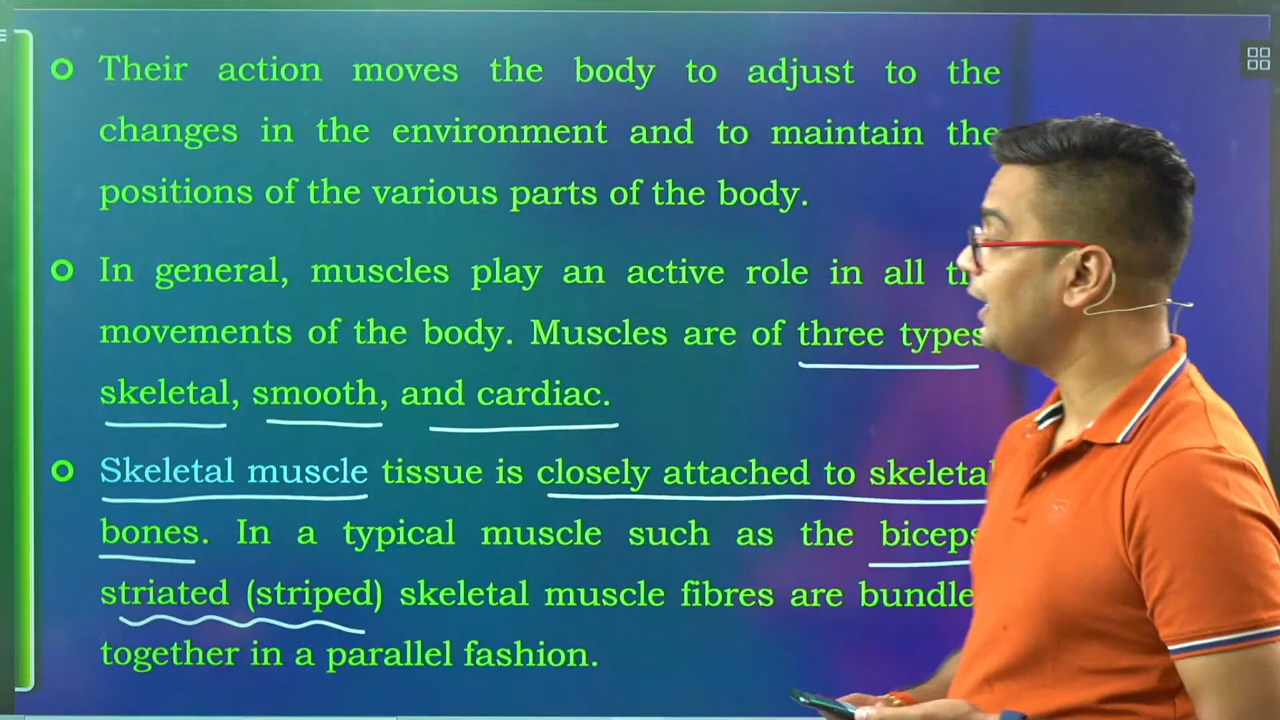 Their action moves the body to adjust to the
changes in the environment and to maintain the
positions of the various parts of the body.
In general, muscles play an active role in all
movements of the body. Muscles are of three types
skeletal, smooth, and cardiac.
Skeletal muscle tissue is closely attached to skeletal
bones. In a typical muscle such as the biceps
striated (striped) skeletal muscle fibres are
together in a parallel fashion.